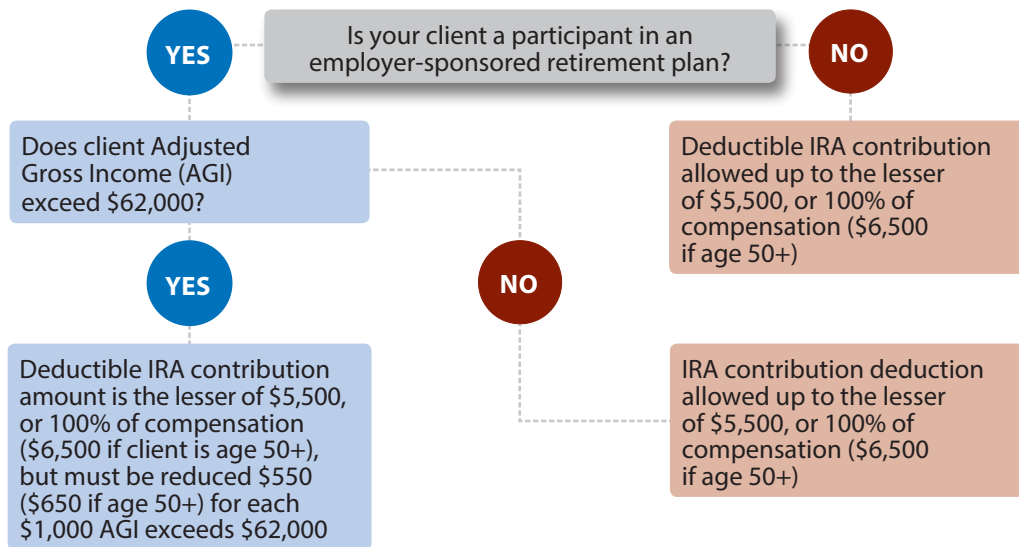 Is your client a participant in an
employer-sponsored retirement plan?
YES
NO
Does client Adjusted
Gross Income (AGI)
exceed $62,000?
Deductible IRA contribution
allowed up to the lesser
of $5,500, or 100% of
compensation ($6,500
if age 50+)
YES
NO
Deductible IRA contribution
amount is the lesser of $5,500,
or 100% of compensation
($6,500 if client is age 50+),
but must be reduced $550
($650 if age 50+) for each
$1,000 AGI exceeds $62,000
IRA contribution deduction
allowed up to the lesser
of $5,500, or 100% of
compensation ($6,500
if age 50+)